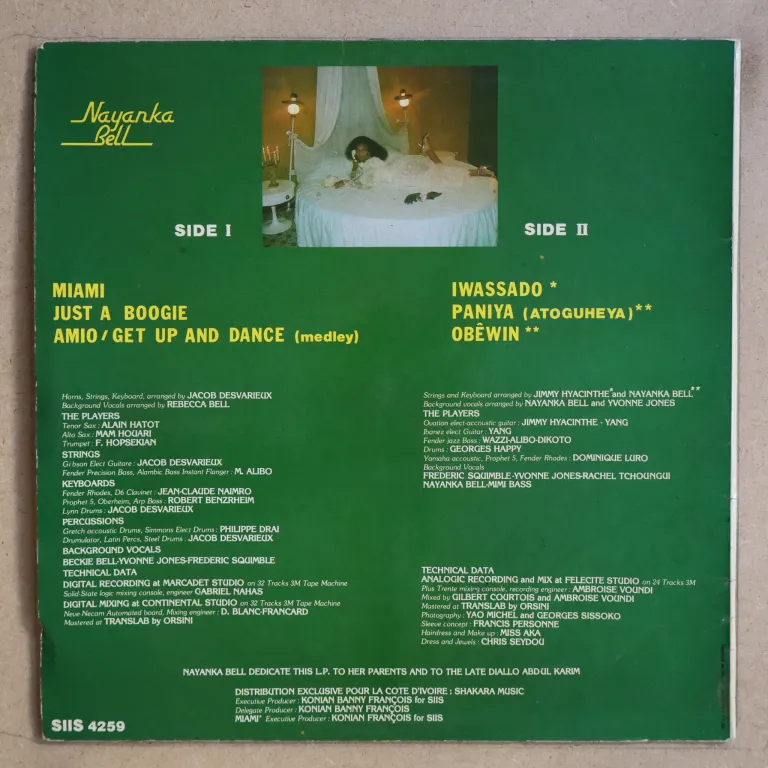 Nayanka
Bell
SIDE I
SIDE II
MIAMI
JUST A BOOGIE
AMIO / GET UP AND DANCE (medley)
IWASSADO *
PANIYA (ATOGUHEYA)**
OBÊWIN **
Horns, Strings, Keyboard, arranged by JACOB DESVARIEUX
Background Vocals arranged by REBECCA BELL
THE PLAYERS
Tenor Sax : ALAIN HATOT
Alto Sax : MAM HOUARI
Trumpet : F. HOPSEKIAN
STRINGS
Gibson Elect Guitare : JACOB DESVARIEUX
Fender Precision Bass, Alambic Bass Instant Flanger : M. ALIBO
KEYBOARDS
Fender Rhodes, D6 Clavinet : JEAN-CLAUDE NAIMRO
Prophet 5, Oberheim, Arp Bass : ROBERT BENZRHEIM
Lynn Drums : JACOB DESVARIEUX
PERCUSSIONS
Gretch accoustic Drums, Simmons Elect Drums : PHILIPPE DRAI
Drumulator, Latin Percs, Steel Drums : JACOB DESVARIEUX
BACKGROUND VOCALS
BECKIE BELL-YVONNE JONES-FREDERIC SQUIMBLE
TECHNICAL DATA
DIGITAL RECORDING at MARCADET STUDIO on 32 Tracks 3M Tape Machine
Solid-State logic mixing console, engineer GABRIEL NAHAS
DIGITAL MIXING at CONTINENTAL STUDIO on 32 Tracks 3M Tape Machine
Neve-Necam Automated board, Mixing engineer : D. BLANC-FRANCARD
Mastered at TRANSLAB by ORSINI
Strings and Keyboard arranged by JIMMY HYACINTHE* and NAYANKA BELL**
Background vocals arranged by NAYANKA BELL and YVONNE JONES
THE PLAYERS
Ovation elect-accoustic guitar : JIMMY HYACINTHE - YANG
Ibanez elect Guitar : YANG
Fender jazz Bass : WAZZI-ALIBO-DIKOTO
Drums : GEORGES HAPPY
Yamaha accoustic, Prophet 5, Fender Rhodes : DOMINIQUE LURO
Background Vocals
FREDERIC SQUIMBLE-YVONNE JONES-RACHEL TCHOUNGUI
NAYANKA BELL-MIMI BASS
TECHNICAL DATA
ANALOGIC RECORDING and MIX at FELECITE STUDIO on 24 Tracks 3M
Plus Trente mixing console, recording engineer : AMBROISE VOUNDI
Mixed by GILBERT COURTOIS and AMBROISE VOUNDI
Mastered at TRANSLAB by ORSINI
Photography : YAO MICHEL and GEORGES SISSOKO
Sleeve concept : FRANCIS PERSONNE
Hairdress and Make up : MISS AKA
Dress and Jewels : CHRIS SEYDOU
NAYANKA BELL DEDICATE THIS L.P. TO HER PARENTS AND TO THE LATE DIALLO ABDUL KARIM
DISTRIBUTION EXCLUSIVE POUR LA COTE D'IVOIRE : SHAKARA MUSIC
Executive Producer : KONIAN BANNY FRANÇOIS for SIIS
Delegate Producer : KONIAN BANNY FRANÇOIS
MIAMI* Executive Producer : KONIAN FRANÇOIS for SIIS
SIIS 4259